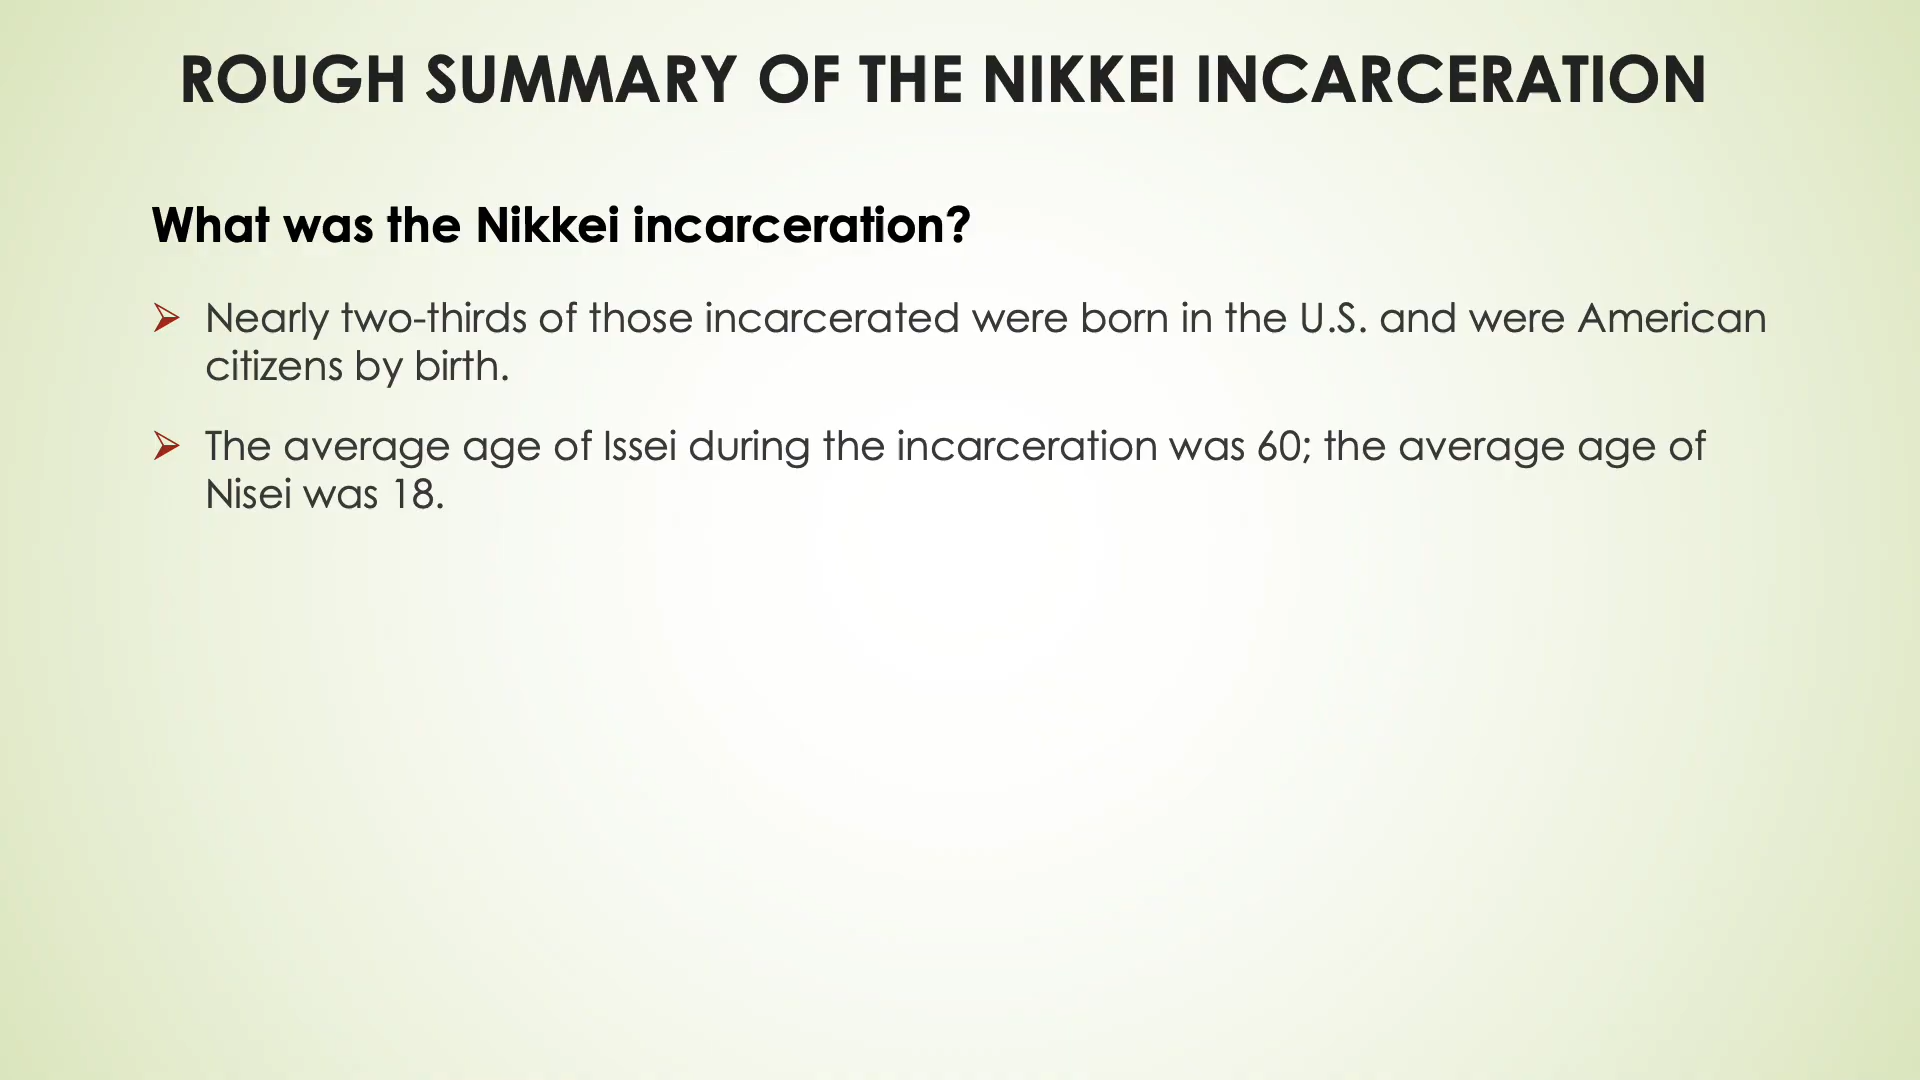 ROUGH SUMMARY OF THE NIKKEI INCARCERATION
What was the Nikkei incarceration?
Nearly two-thirds of those incarcerated were born in the U.S. and were American
citizens by birth.
The average age of Issei during the incarceration was 60; the average age of
Nisei was 18.